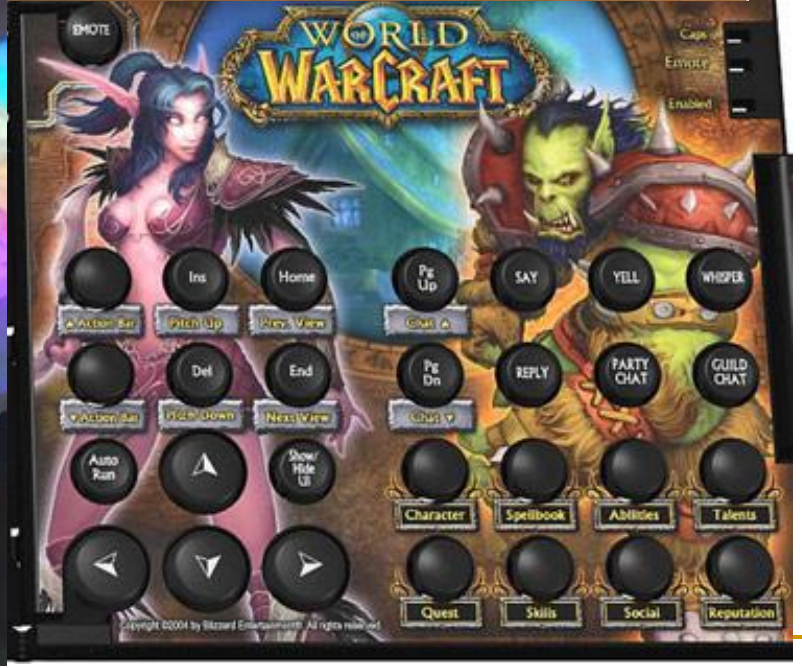 EMOTE
WORLD
OF
WARCRAFT
Caps
Emote
Enabled
Ins
Home
Pg
Up
SAY
YELL
WHISPER
▲ Action Bar
Pitch Up
Prev. View
Chat ▲
Del
End
Pg
Dn
REPLY
PARTY
CHAT
GUILD
CHAT
▼ Action Bar
Pitch Down
Next View
Chat ▼
Auto
Run
Show/
Hide
UI
Character
Spellbook
Abilities
Talents
Quest
Skills
Social
Reputation
Copyright ©2004 by Blizzard Entertainment®. All rights reserved.